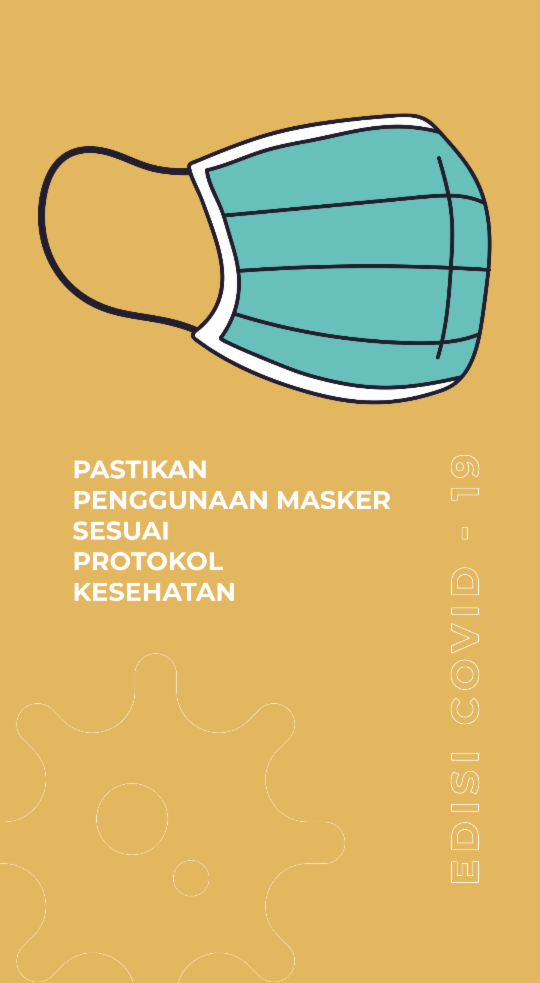 PASTIKAN
PENGGUNAAN MASKER
SESUAI
PROTOKOL
KESEHATAN
EDISI COVID - 19